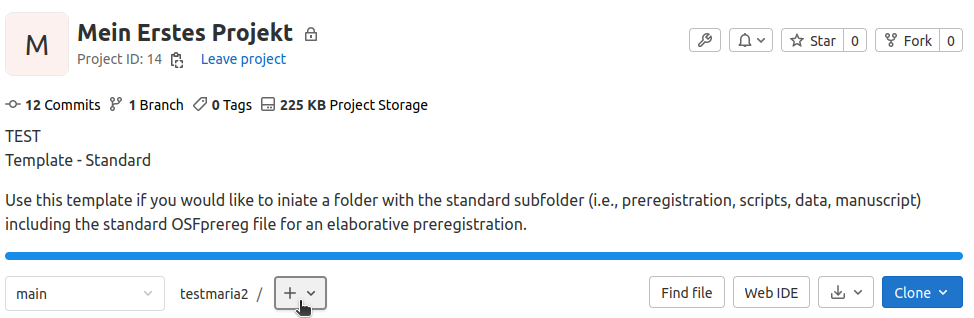 M
Mein Erstes Projekt
Project ID: 14 Leave project
Star 0 Fork 0
12 Commits 1 Branch 0 Tags 225 KB Project Storage
TEST
Template - Standard
Use this template if you would like to iniate a folder with the standard subfolder (i.e., preregistration, scripts, data, manuscript)
including the standard OSFprereg file for an elaborative preregistration.
main testmaria2 / + Find file Web IDE Clone